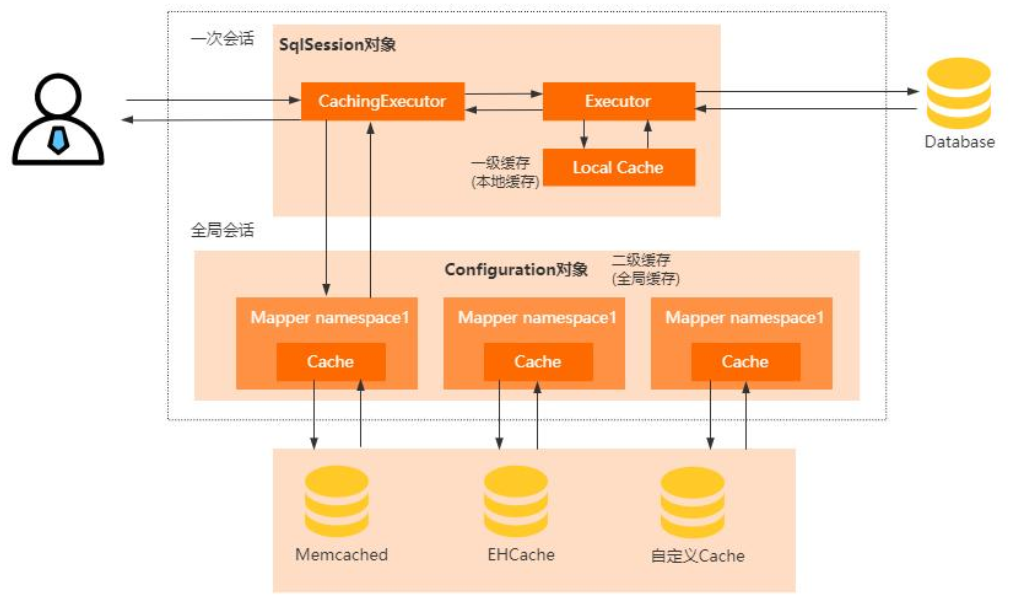 一次会话
SqlSession对象
CachingExecutor
Executor
Database
一级缓存
(本地缓存)
Local Cache
全局会话
Configuration对象
二级缓存
(全局缓存)
Mapper namespace1
Mapper namespace1
Mapper namespace1
Cache
Cache
Cache
Memcached
EHCache
自定义Cache